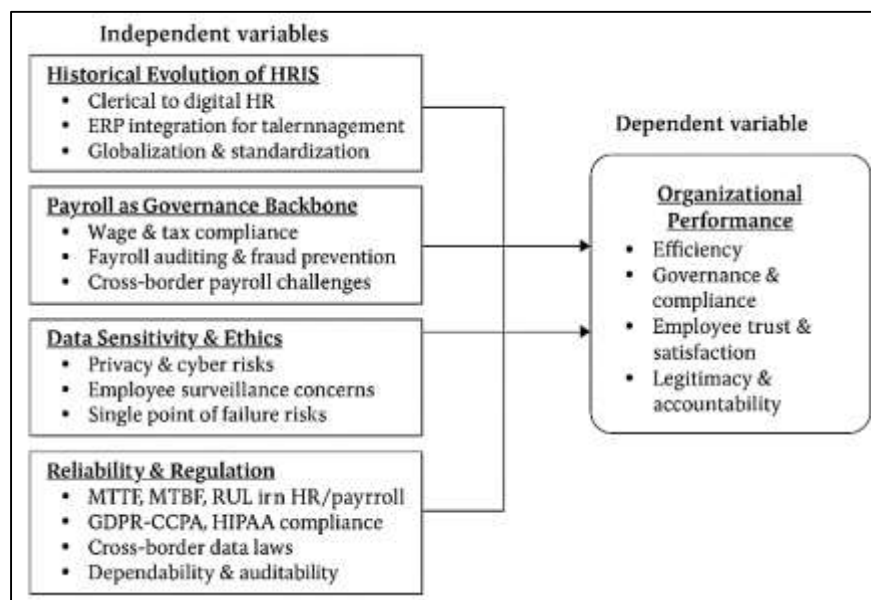 Independent variables
Historical Evolution of HRIS
• Clerical to digital HR
• ERP integration for talernnagement
• Globalization & standardization
Payroll as Governance Backbone
• Wage & tax compliance
• Fayroll auditing & fraud prevention
• Cross-border payroll challenges
Data Sensitivity & Ethics
• Privacy & cyber risks
• Employee surveillance concerns
• Single point of failure risks
Reliability & Regulation
• MTTF, MTBF, RUL irn HR/payrroll
• GDPR-CCPA, HIPAA compliance
• Cross-border data laws
• Dependability & auditability
Dependent variable
Organizational
Performance
• Efficiency
• Governance &
compliance
• Employee trust &
satisfaction
• Legitimacy &
accountability